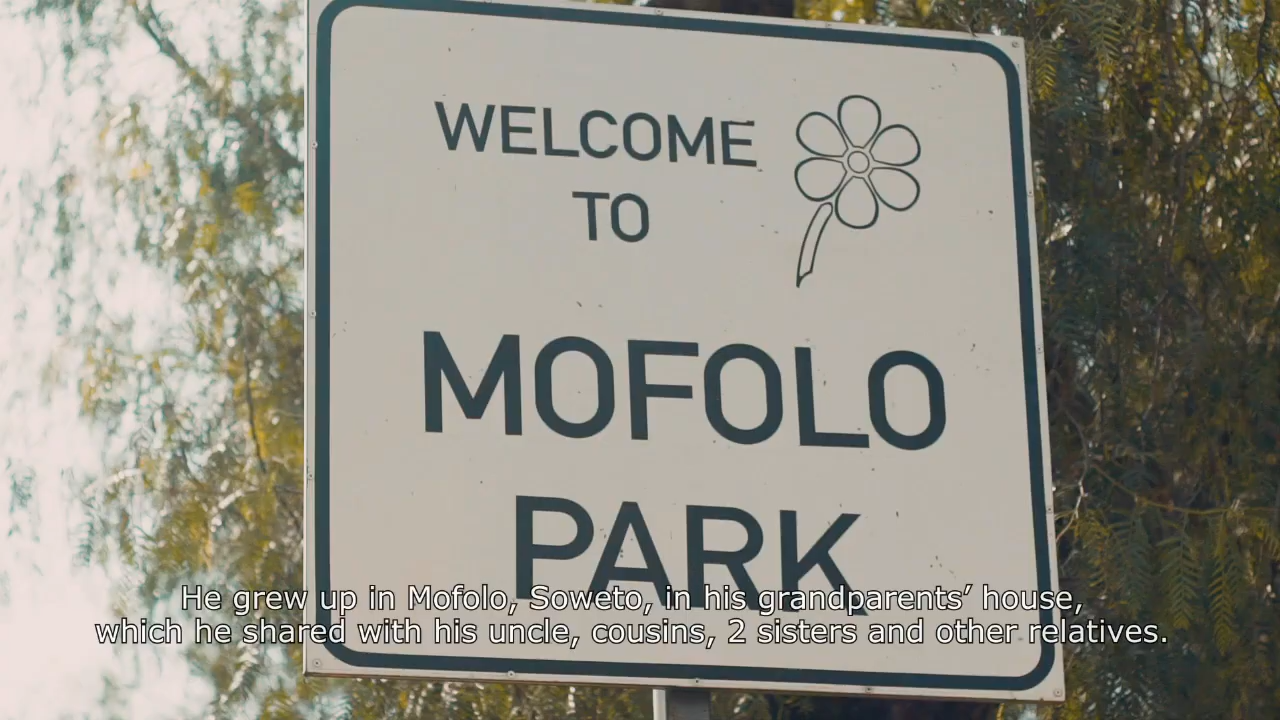 WELCOME
TO
MOFOLO
PARK
He grew up in Mofolo, Soweto, in his grandparents’ house,
which he shared with his uncle, cousins, 2 sisters and other relatives.